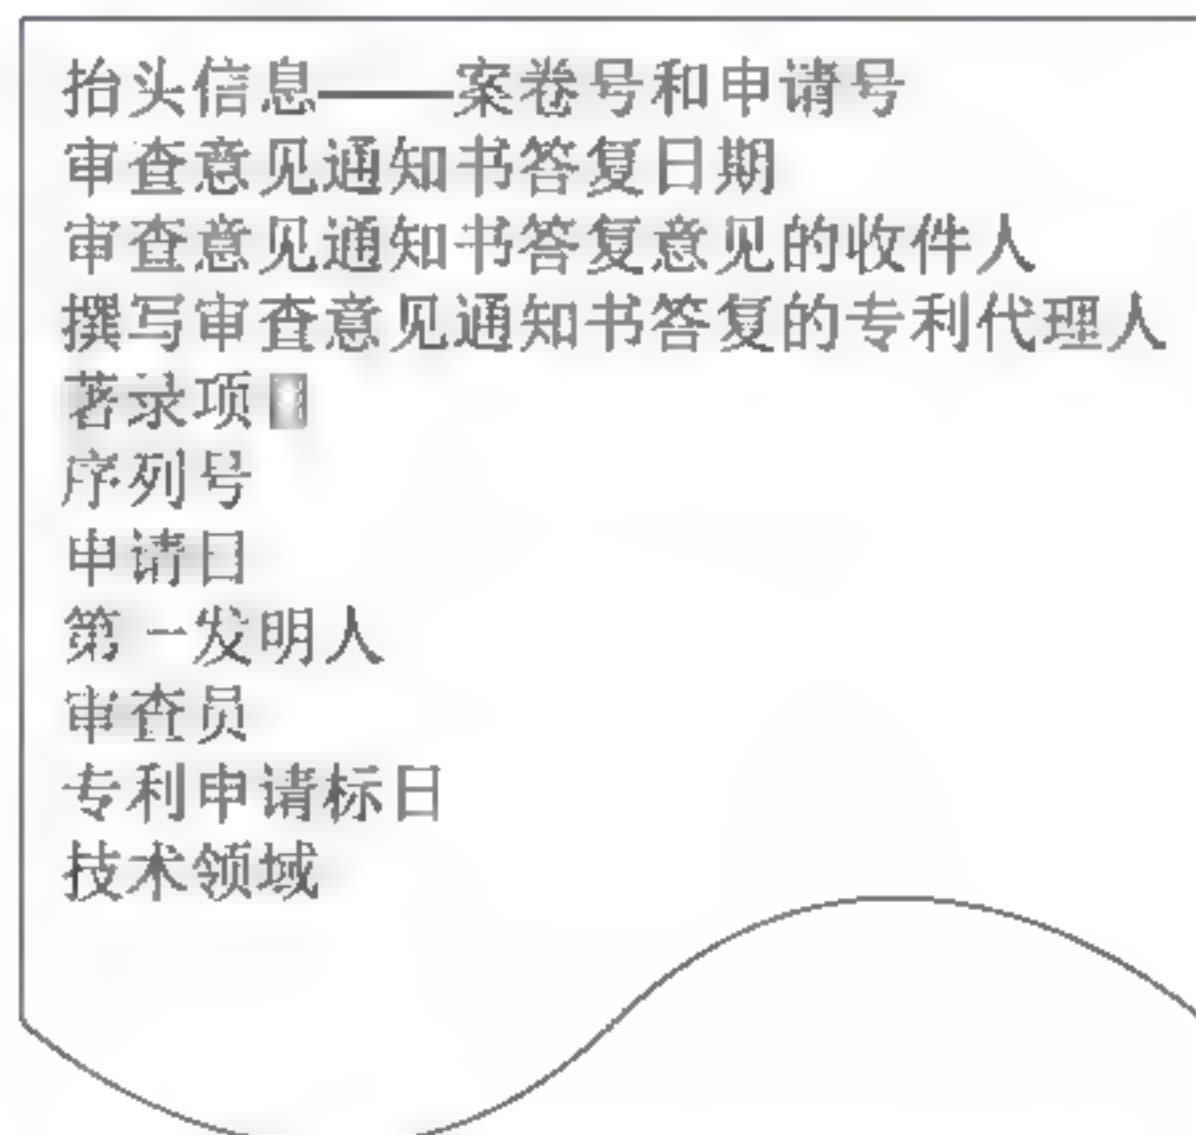 抬头信息——案卷号和申请号
审查意见通知书答复日期
审查意见通知书答复意见的收件人
撰写审查意见通知书答复的专利代理人
著录项
序列号
申请日
第一发明人
审查员
专利申请标日
技术领域